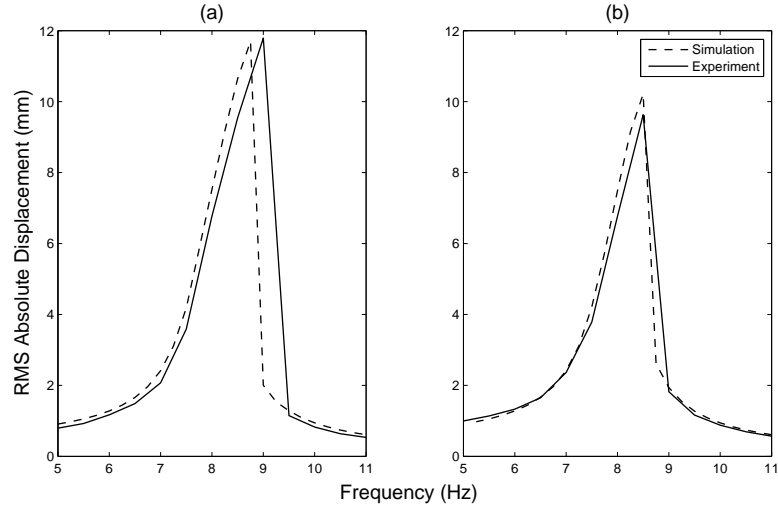 (a)
(b)
RMS Absolute Displacement (mm)
12
10
8
6
4
2
0
5 6 7 8 9 10 11
12
10
8
6
4
2
0
5 6 7 8 9 10 11
Simulation
Experiment
Frequency (Hz)